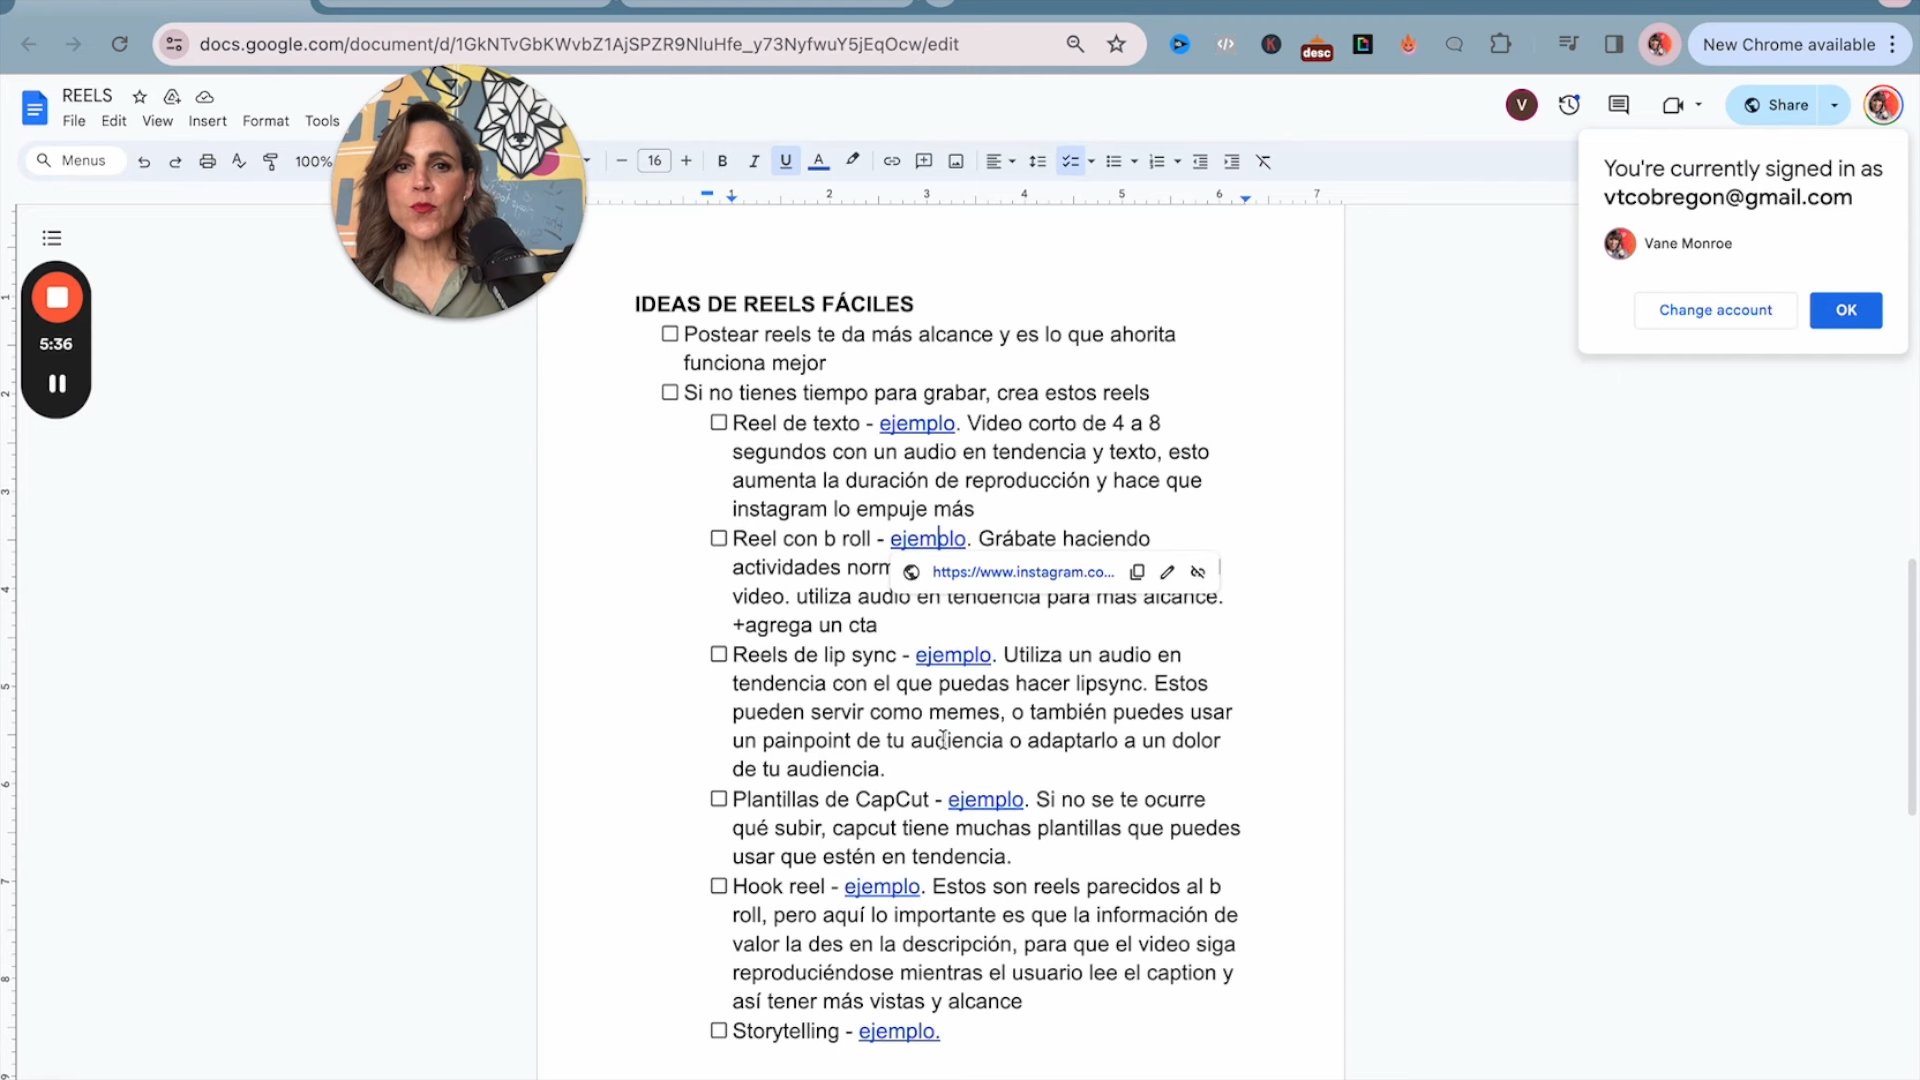 docs.google.com/document/d/1GkNTvGbKWvbZ1AjSPZR9NluHfe_y73NyfwuY5jEqOcw/edit
desc
New Chrome available
REELS
File Edit View Insert Format Tools
V
Share
Menus
100%
16
B I U A
1 2 3 4 5 6 7
You're currently signed in as
vtcobregon@gmail.com
Vane Monroe
Change account OK
5:36
IDEAS DE REELS FÁCILES
Postear reels te da más alcance y es lo que ahorita
funciona mejor
Si no tienes tiempo para grabar, crea estos reels
Reel de texto - ejemplo. Video corto de 4 a 8
segundos con un audio en tendencia y texto, esto
aumenta la duración de reproducción y hace que
instagram lo empuje más
Reel con b roll - ejemplo. Grábate haciendo
actividades norm
https://www.instagram.co...
video. utiliza audio en tendencia para más alcance.
+agrega un cta
Reels de lip sync - ejemplo. Utiliza un audio en
tendencia con el que puedas hacer lipsync. Estos
pueden servir como memes, o también puedes usar
un painpoint de tu audiencia o adaptarlo a un dolor
de tu audiencia.
Plantillas de CapCut - ejemplo. Si no se te ocurre
qué subir, capcut tiene muchas plantillas que puedes
usar que estén en tendencia.
Hook reel - ejemplo. Estos son reels parecidos al b
roll, pero aquí lo importante es que la información de
valor la des en la descripción, para que el video siga
reproduciéndose mientras el usuario lee el caption y
así tener más vistas y alcance
Storytelling - ejemplo.